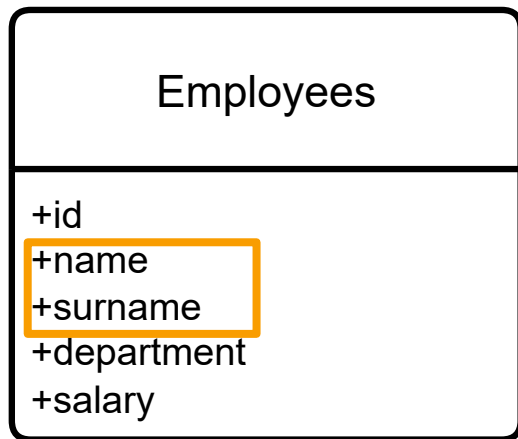 Employees
+id
+name
+surname
+department
+salary